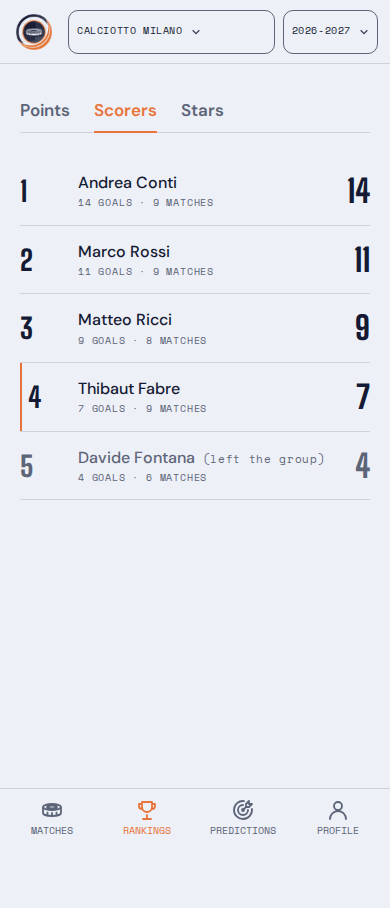 CALCIOTTO MILANO
2026-2027
Points Scorers Stars
1 Andrea Conti 14
14 GOALS · 9 MATCHES
2 Marco Rossi 11
11 GOALS · 9 MATCHES
3 Matteo Ricci 9
9 GOALS · 8 MATCHES
4 Thibaut Fabre 7
7 GOALS · 9 MATCHES
5 Davide Fontana (left the group) 4
4 GOALS · 6 MATCHES
MATCHES RANKINGS PREDICTIONS PROFILE